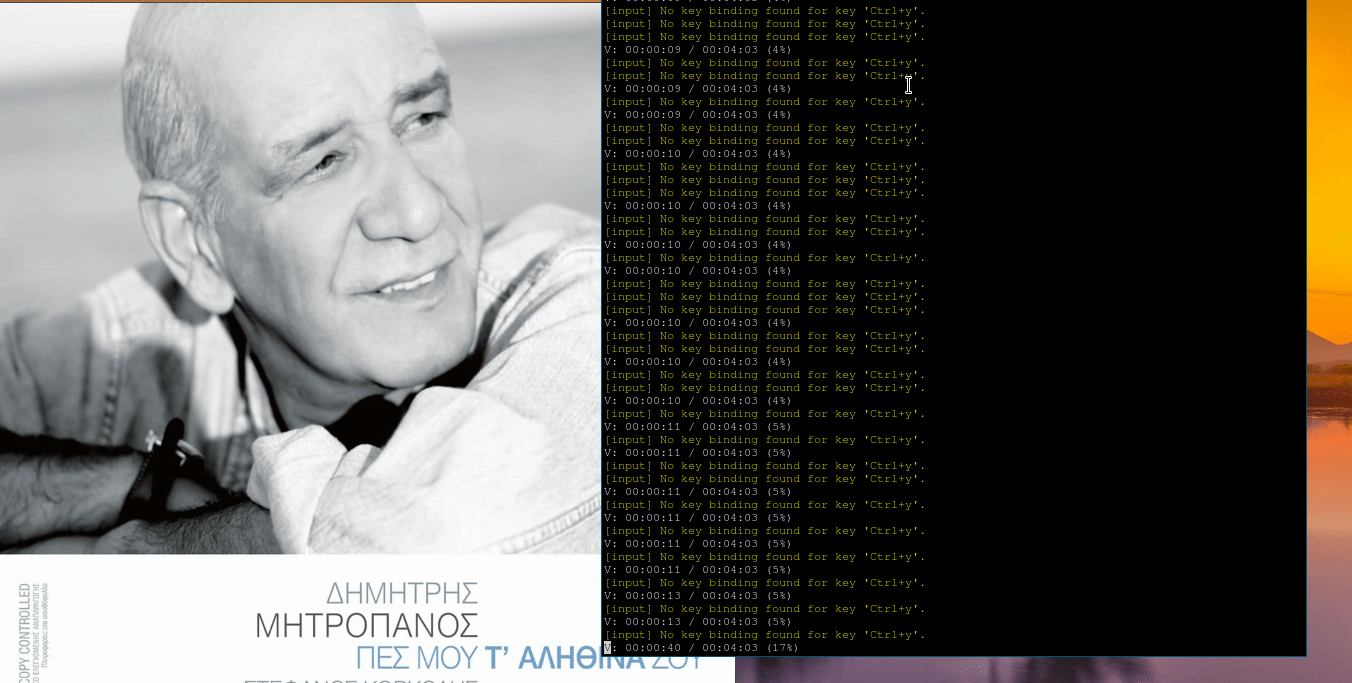 [input] No key binding found for key 'Ctrl+y'.
[input] No key binding found for key 'Ctrl+y'.
[input] No key binding found for key 'Ctrl+y'.
V: 00:00:09 / 00:04:03 (4%)
[input] No key binding found for key 'Ctrl+y'.
[input] No key binding found for key 'Ctrl+y'.
V: 00:00:09 / 00:04:03 (4%)
[input] No key binding found for key 'Ctrl+y'.
V: 00:00:09 / 00:04:03 (4%)
[input] No key binding found for key 'Ctrl+y'.
[input] No key binding found for key 'Ctrl+y'.
V: 00:00:10 / 00:04:03 (4%)
[input] No key binding found for key 'Ctrl+y'.
[input] No key binding found for key 'Ctrl+y'.
[input] No key binding found for key 'Ctrl+y'.
V: 00:00:10 / 00:04:03 (4%)
[input] No key binding found for key 'Ctrl+y'.
[input] No key binding found for key 'Ctrl+y'.
V: 00:00:10 / 00:04:03 (4%)
[input] No key binding found for key 'Ctrl+y'.
V: 00:00:10 / 00:04:03 (4%)
[input] No key binding found for key 'Ctrl+y'.
[input] No key binding found for key 'Ctrl+y'.
[input] No key binding found for key 'Ctrl+y'.
V: 00:00:10 / 00:04:03 (4%)
[input] No key binding found for key 'Ctrl+y'.
[input] No key binding found for key 'Ctrl+y'.
V: 00:00:10 / 00:04:03 (4%)
[input] No key binding found for key 'Ctrl+y'.
[input] No key binding found for key 'Ctrl+y'.
V: 00:00:10 / 00:04:03 (4%)
[input] No key binding found for key 'Ctrl+y'.
V: 00:00:11 / 00:04:03 (5%)
[input] No key binding found for key 'Ctrl+y'.
V: 00:00:11 / 00:04:03 (5%)
[input] No key binding found for key 'Ctrl+y'.
[input] No key binding found for key 'Ctrl+y'.
V: 00:00:11 / 00:04:03 (5%)
[input] No key binding found for key 'Ctrl+y'.
V: 00:00:11 / 00:04:03 (5%)
[input] No key binding found for key 'Ctrl+y'.
V: 00:00:11 / 00:04:03 (5%)
[input] No key binding found for key 'Ctrl+y'.
V: 00:00:11 / 00:04:03 (5%)
[input] No key binding found for key 'Ctrl+y'.
V: 00:00:13 / 00:04:03 (5%)
[input] No key binding found for key 'Ctrl+y'.
V: 00:00:13 / 00:04:03 (5%)
[input] No key binding found for key 'Ctrl+y'.
V: 00:00:40 / 00:04:03 (17%)
COPY CONTROLLED
ΕΛΕΓΧΟΜΕΝΗΣ ΑΝΑΠΑΡΑΓΩΓΗΣ
Πληροφορίες στο οπισθόφυλλο
ΔΗΜΗΤΡΗΣ
ΜΗΤΡΟΠΑΝΟΣ
ΠΕΣ ΜΟΥ Τ' ΑΛΗΘΙΝΑ ΣΟΥ